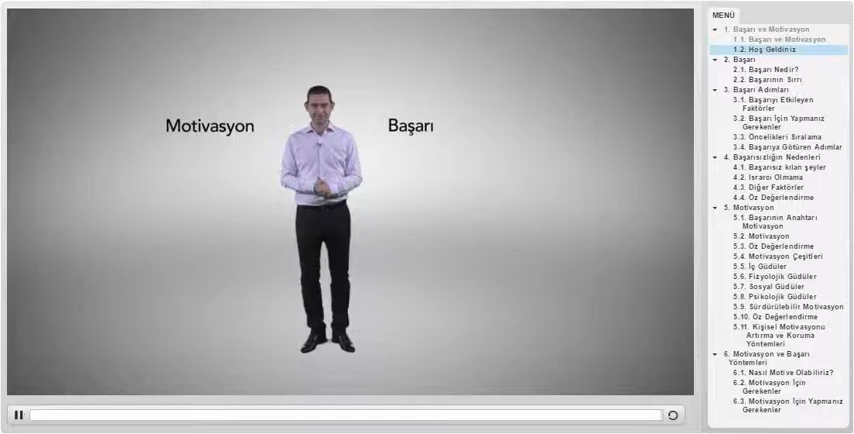 Motivasyon
Başarı
MENÜ
1. Başarı ve Motivasyon
1.1. Başarı ve Motivasyon
1.2. Hoş Geldiniz
2. Başarı
2.1. Başarı Nedir?
2.2. Başarının Sırrı
3. Başarı Adımları
3.1. Başarıyı Etkileyen
Faktörler
3.2. Başarı İçin Yapmanız
Gerekenler
3.3. Öncelikleri Sıralama
3.4. Başarıya Götüren Adımlar
4. Başarısızlığın Nedenleri
4.1. Başarısız kılan şeyler
4.2. Israrcı Olmama
4.3. Diğer Faktörler
4.4. Öz Değerlendirme
5. Motivasyon
5.1. Başarının Anahtarı
Motivasyon
5.2. Motivasyon
5.3. Öz Değerlendirme
5.4. Motivasyon Çeşitleri
5.5. İç Güdüler
5.6. Fizyolojik Güdüler
5.7. Sosyal Güdüler
5.8. Psikolojik Güdüler
5.9. Sürdürülebilir Motivasyon
5.10. Öz Değerlendirme
5.11. Kişisel Motivasyonu
Artırma ve Koruma
Yöntemleri
6. Motivasyon ve Başarı
Yöntemleri
6.1. Nasıl Motive Olabiliriz?
6.2. Motivasyon İçin
Gerekenler
6.3. Motivasyon İçin Yapmanız
Gerekenler